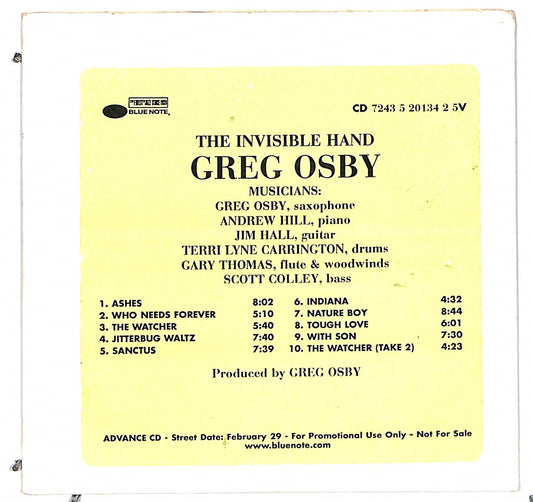 BLUE NOTE
CD 7243 5 20134 2 5V
THE INVISIBLE HAND
GREG OSBY
MUSICIANS:
GREG OSBY, saxophone
ANDREW HILL, piano
JIM HALL, guitar
TERRI LYNE CARRINGTON, drums
GARY THOMAS, flute & woodwinds
SCOTT COLLEY, bass
1. ASHES 8:02
2. WHO NEEDS FOREVER 5:10
3. THE WATCHER 5:40
4. JITTERBUG WALTZ 7:40
5. SANCTUS 7:39
6. INDIANA 4:32
7. NATURE BOY 8:44
8. TOUGH LOVE 6:01
9. WITH SON 7:30
10. THE WATCHER (TAKE 2) 4:23
Produced by GREG OSBY
ADVANCE CD - Street Date: February 29 - For Promotional Use Only - Not For Sale
www.bluenote.com